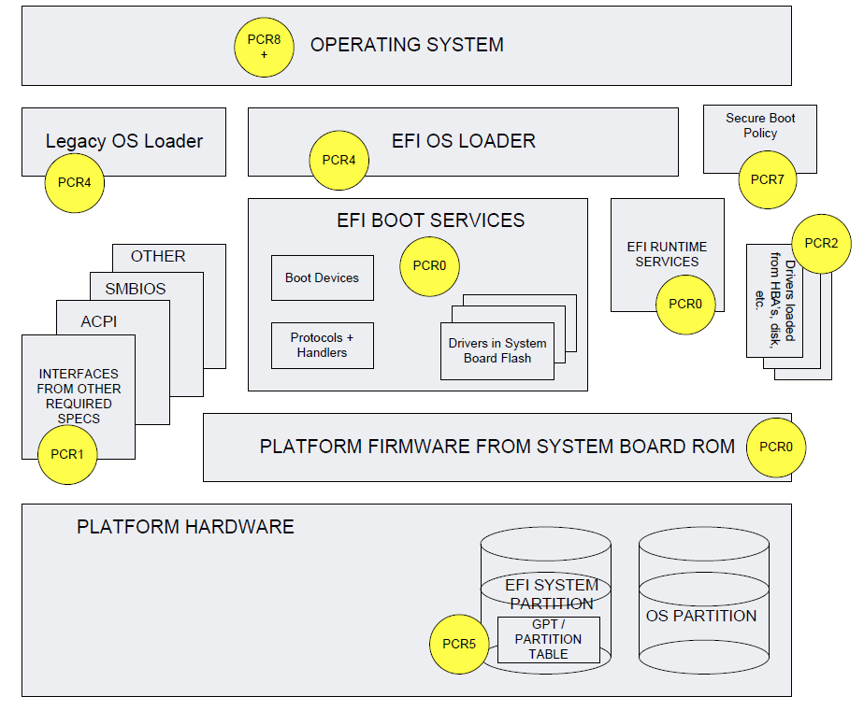 PCR8
+
OPERATING SYSTEM
Legacy OS Loader
PCR4
EFI OS LOADER
PCR4
Secure Boot
Policy
PCR7
EFI BOOT SERVICES
PCR0
Boot Devices
Protocols +
Handlers
Drivers in System
Board Flash
EFI RUNTIME
SERVICES
PCR0
PCR2
Drivers loaded
from HBA's, disk,
etc.
OTHER
SMBIOS
ACPI
INTERFACES
FROM OTHER
REQUIRED
SPECS
PCR1
PLATFORM FIRMWARE FROM SYSTEM BOARD ROM
PCR0
PLATFORM HARDWARE
EFI SYSTEM
PARTITION
GPT /
PARTITION
TABLE
PCR5
OS PARTITION